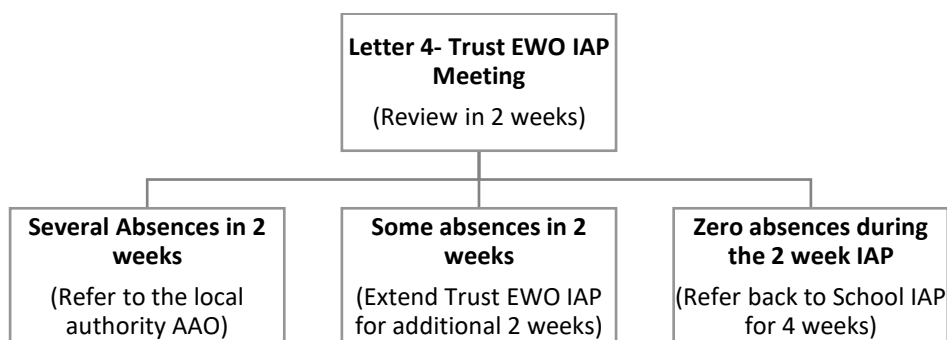 Letter 4- Trust EWO IAP
Meeting
(Review in 2 weeks)
Several Absences in 2
weeks
(Refer to the local
authority AAO)
Some absences in 2
weeks
(Extend Trust EWO IAP
for additional 2 weeks)
Zero absences during
the 2 week IAP
(Refer back to School IAP
for 4 weeks)